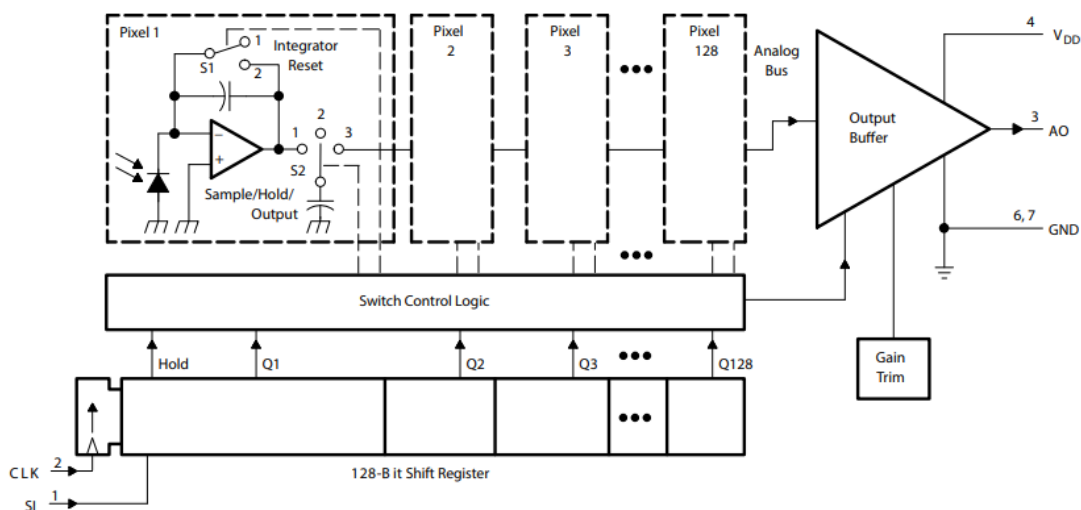 Pixel 1
1
Integrator
Reset
S1
2
−
+
1
2
3
S2
Sample/Hold/
Output
Pixel
2
Pixel
3
Pixel
128
Analog
Bus
Output
Buffer
4
VDD
3
AO
6, 7
GND
Gain
Trim
Switch Control Logic
Hold
Q1
Q2
Q3
Q128
CLK
2
SI
1
128-B it Shift Register